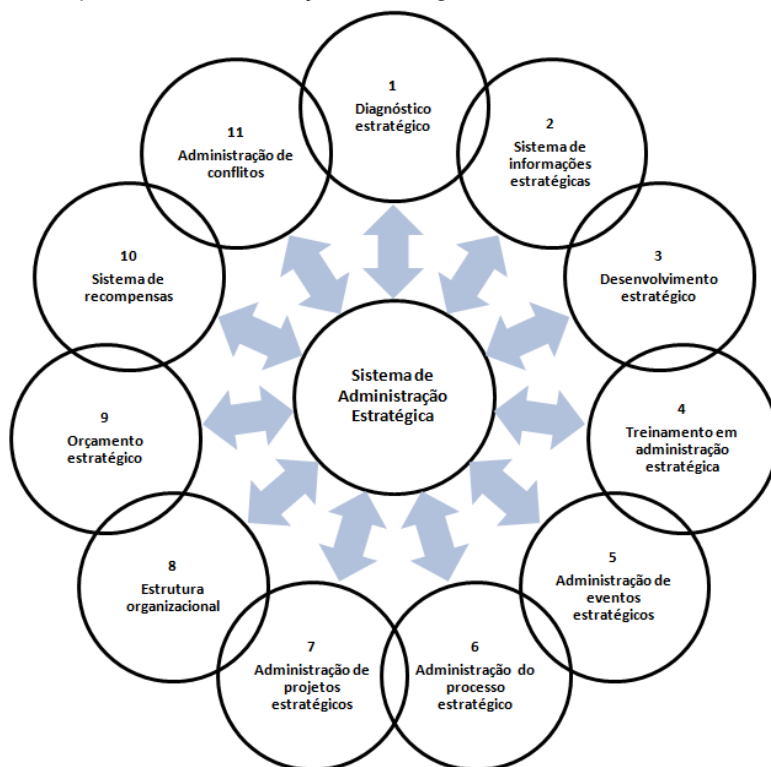 1
Diagnóstico
estratégico
2
Sistema de
informações
estratégicas
3
Desenvolvimento
estratégico
4
Treinamento em
administração
estratégica
5
Administração de
eventos
estratégicos
6
Administração do
processo
estratégico
7
Administração de
projetos
estratégicos
8
Estrutura
organizacional
9
Orçamento
estratégico
10
Sistema de
recompensas
11
Administração de
conflitos
Sistema de
Administração
Estratégica